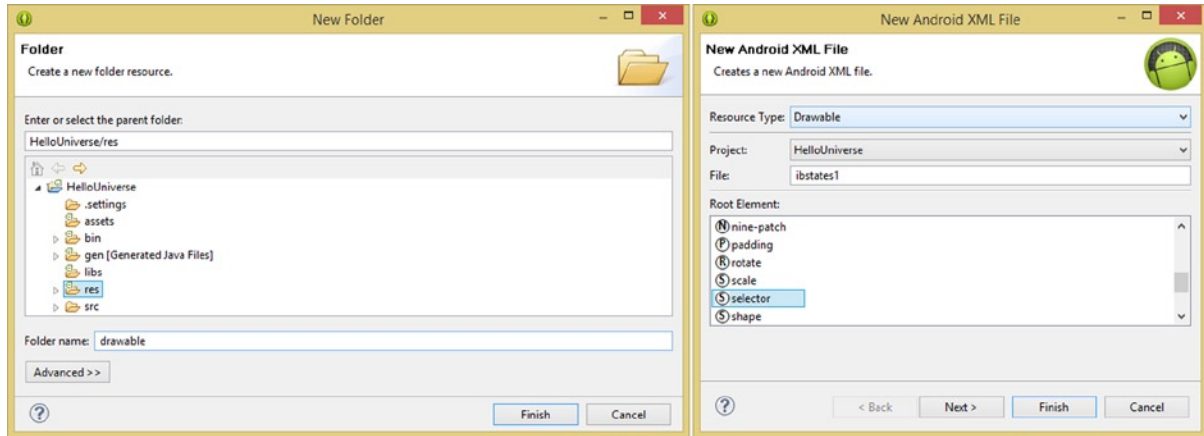 New Folder
Folder
Create a new folder resource.
Enter or select the parent folder:
HelloUniverse/res
HelloUniverse
.settings
assets
bin
gen [Generated Java Files]
libs
res
src
Folder name: drawable
Advanced >>
Finish Cancel
New Android XML File
New Android XML File
Creates a new Android XML file.
Resource Type: Drawable
Project: HelloUniverse
File: ibstates1
Root Element:
N nine-patch
P padding
R rotate
S scale
S selector
S shape
< Back Next > Finish Cancel